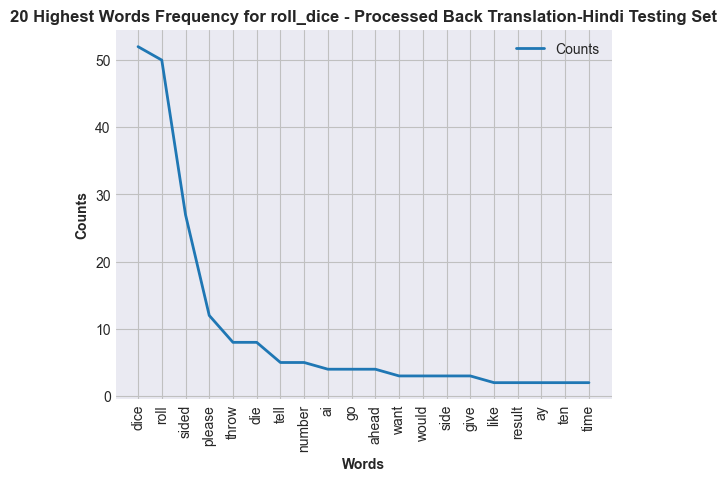 20 Highest Words Frequency for roll_dice - Processed Back Translation-Hindi Testing Set
Counts
50
40
30
20
10
0
Counts
dice
roll
sided
please
throw
die
tell
number
ai
go
ahead
want
would
side
give
like
result
ay
ten
time
Words